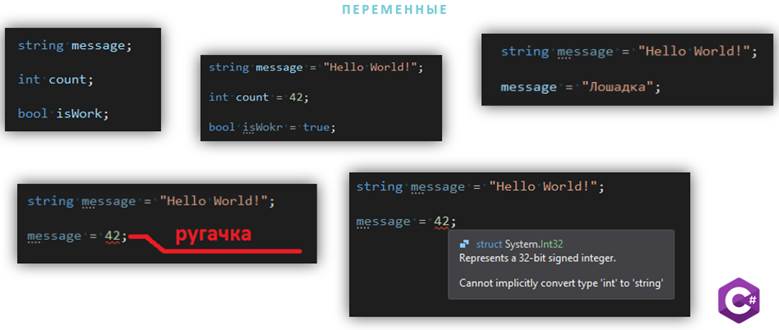 ПЕРЕМЕННЫЕ
string message;
int count;
bool isWork;
string message = "Hello World!";
int count = 42;
bool isWokr = true;
string message = "Hello World!";
message = "Лошадка";
string message = "Hello World!";
message = 42;
ругачка
string message = "Hello World!";
message = 42;
struct System.Int32
Represents a 32-bit signed integer.
Cannot implicitly convert type 'int' to 'string'
C#